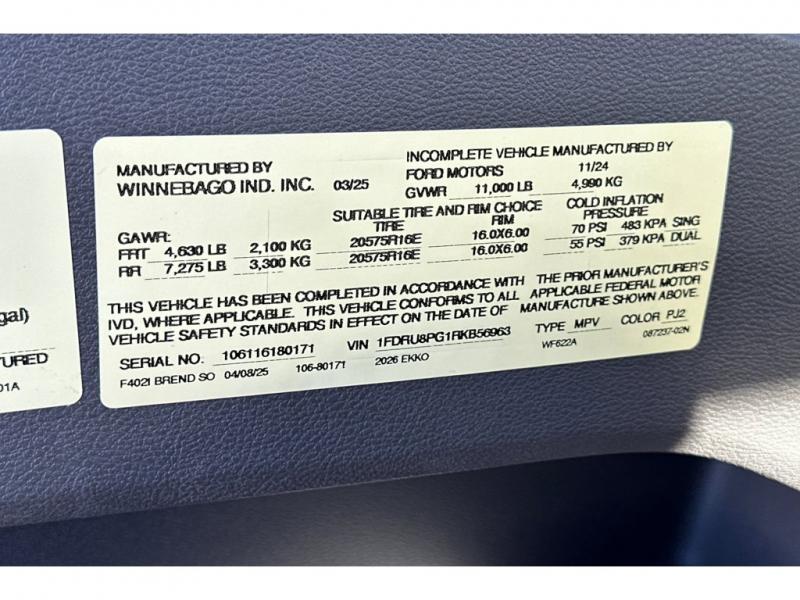 gal)
TURED
01A
MANUFACTURED BY
WINNEBAGO IND. INC. 03/25
INCOMPLETE VEHICLE MANUFACTURED BY
FORD MOTORS 11/24
GVWR 11,000 LB 4,990 KG
SUITABLE TIRE AND RIM CHOICE COLD INFLATION
GAWR: TIRE RIM PRESSURE
FRT 4,630 LB 2,100 KG 20575R16E 16.0X6.00 70 PSI 483 KPA SING
RR 7,275 LB 3,300 KG 20575R16E 16.0X6.00 55 PSI 379 KPA DUAL
THIS VEHICLE HAS BEEN COMPLETED IN ACCORDANCE WITH THE PRIOR MANUFACTURER'S
IVD, WHERE APPLICABLE. THIS VEHICLE CONFORMS TO ALL APPLICABLE FEDERAL MOTOR
VEHICLE SAFETY STANDARDS IN EFFECT ON THE DATE OF MANUFACTURE SHOWN ABOVE.
SERIAL NO. 106116180171 VIN 1FDRU8PG1RKB56963 TYPE MPV COLOR PJ2
F402I BREND SO 04/08/25 106-80171 2026 EKKO WF622A 087237-02N